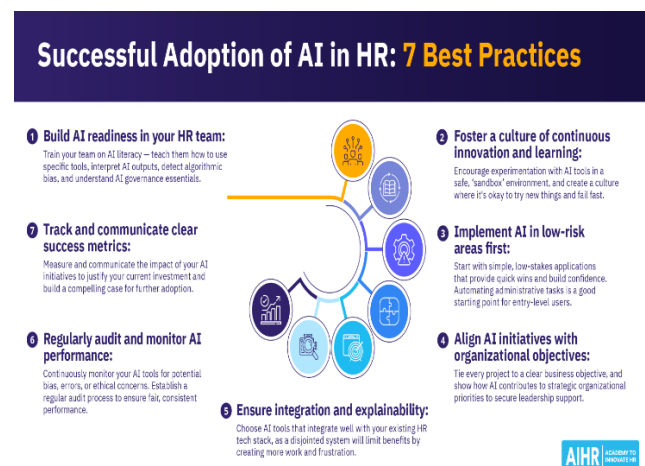 Successful Adoption of AI in HR: 7 Best Practices
1 Build AI readiness in your HR team:
Train your team on AI literacy — teach them how to use
specific tools, interpret AI outputs, detect algorithmic
bias, and understand AI governance essentials.
2 Foster a culture of continuous
innovation and learning:
Encourage experimentation with AI tools in a
safe, 'sandbox' environment, and create a culture
where it's okay to try new things and fail fast.
3 Implement AI in low-risk
areas first:
Start with simple, low-stakes applications
that provide quick wins and build confidence.
Automating administrative tasks is a good
starting point for entry-level users.
4 Align AI initiatives with
organizational objectives:
Tie every project to a clear business objective, and
show how AI contributes to strategic organizational
priorities to secure leadership support.
5 Ensure integration and explainability:
Choose AI tools that integrate well with your existing HR
tech stack, as a disjointed system will limit benefits by
creating more work and frustration.
6 Regularly audit and monitor AI
performance:
Continuously monitor your AI tools for potential
bias, errors, or ethical concerns. Establish a
regular audit process to ensure fair, consistent
performance.
7 Track and communicate clear
success metrics:
Measure and communicate the impact of your AI
initiatives to justify your current investment and
build a compelling case for further adoption.
AIHR ACADEMY TO
INNOVATE HR